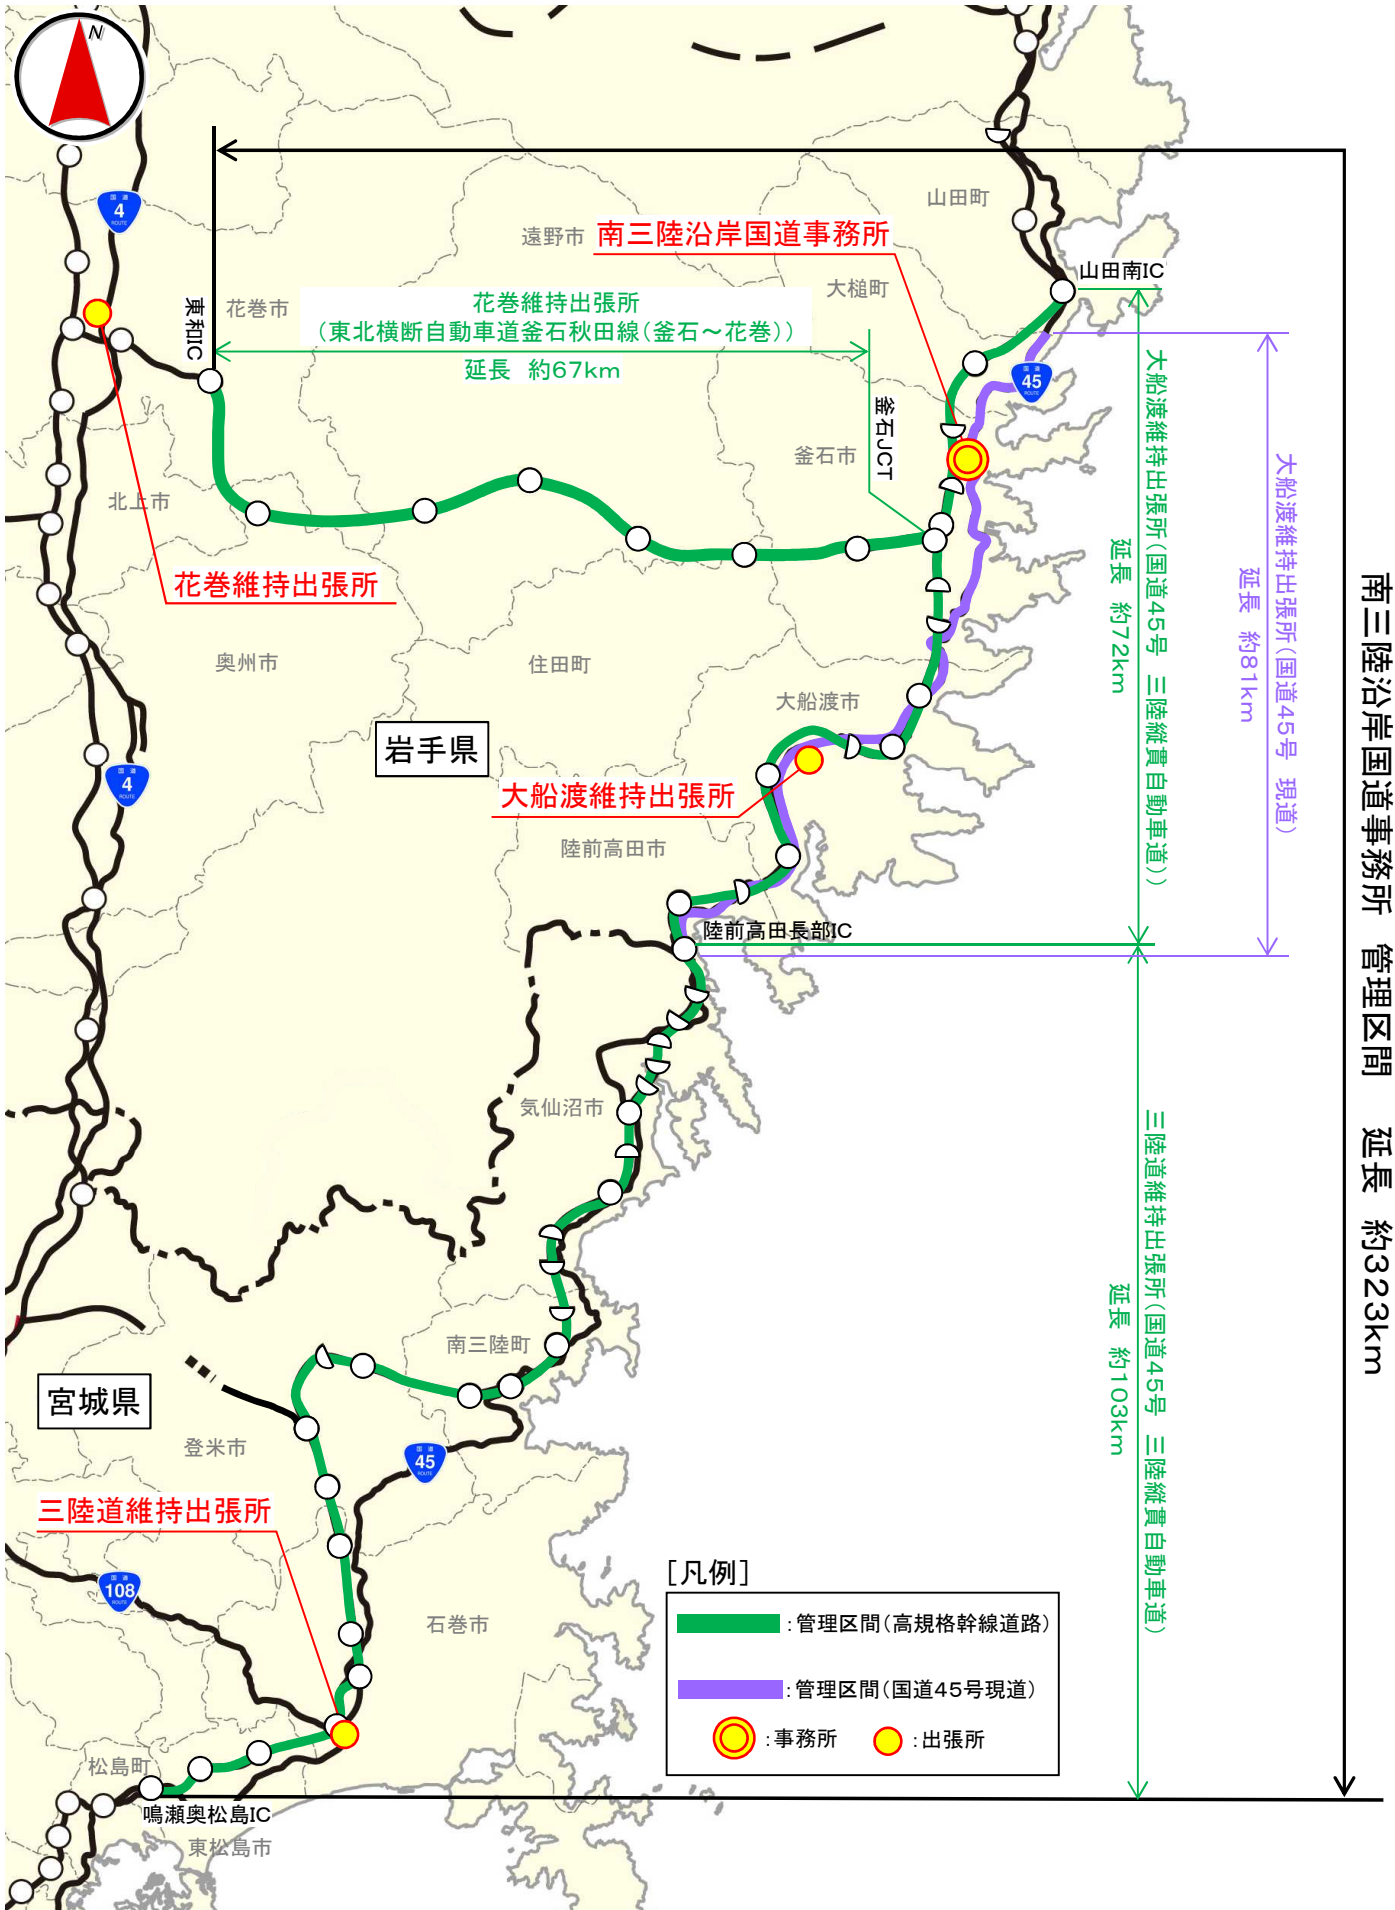 N
国道
4
ROUTE
山田町
遠野市
南三陸沿岸国道事務所
山田南IC
大槌町
東和IC
花巻市
花巻維持出張所
(東北横断自動車道釜石秋田線(釜石~花巻))
延長 約67km
国道
45
ROUTE
釜石JCT
釜石市
大船渡維持出張所(国道45号 三陸縦貫自動車道))
延長 約72km
大船渡維持出張所(国道45号 現道)
延長 約81km
南三陸沿岸国道事務所 管理区間 延長 約323km
北上市
花巻維持出張所
奥州市
住田町
大船渡市
岩手県
国道
4
ROUTE
大船渡維持出張所
陸前高田市
陸前高田長部IC
気仙沼市
三陸道維持出張所(国道45号 三陸縦貫自動車道)
延長 約103km
南三陸町
宮城県
登米市
国道
45
ROUTE
三陸道維持出張所
国道
108
ROUTE
石巻市
[凡例]
:管理区間(高規格幹線道路)
:管理区間(国道45号現道)
:事務所
:出張所
松島町
鳴瀬奥松島IC
東松島市